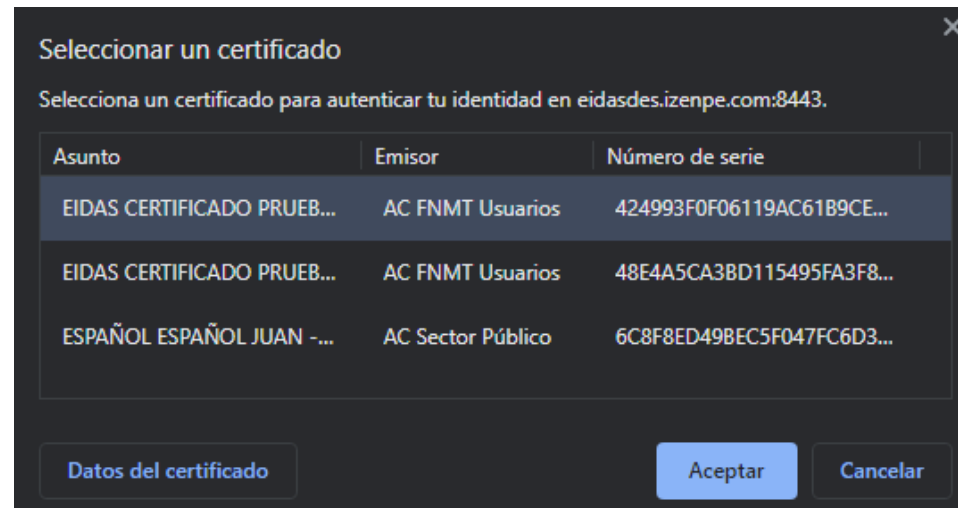 Seleccionar un certificado
Selecciona un certificado para autenticar tu identidad en eidasdes.izenpe.com:8443.
Asunto Emisor Número de serie
EIDAS CERTIFICADO PRUEB... AC FNMT Usuarios 424993F0F06119AC61B9CE...
EIDAS CERTIFICADO PRUEB... AC FNMT Usuarios 48E4A5CA3BD115495FA3F8...
ESPAÑOL ESPAÑOL JUAN -... AC Sector Público 6C8F8ED49BEC5F047FC6D3...
Datos del certificado Aceptar Cancelar